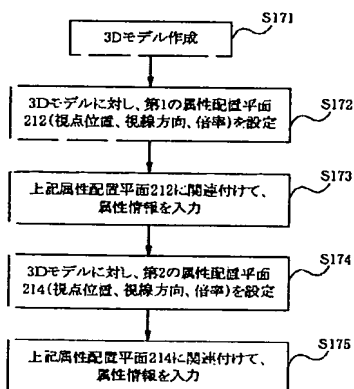 S171
3Dモデル作成
S172
3Dモデルに対し、第1の属性配置平面
212(視点位置、視線方向、倍率)を設定
S173
上記属性配置平面212に関連付けて、
属性情報を入力
S174
3Dモデルに対し、第2の属性配置平面
214(視点位置、視線方向、倍率)を設定
S175
上記属性配置平面214に関連付けて、
属性情報を入力